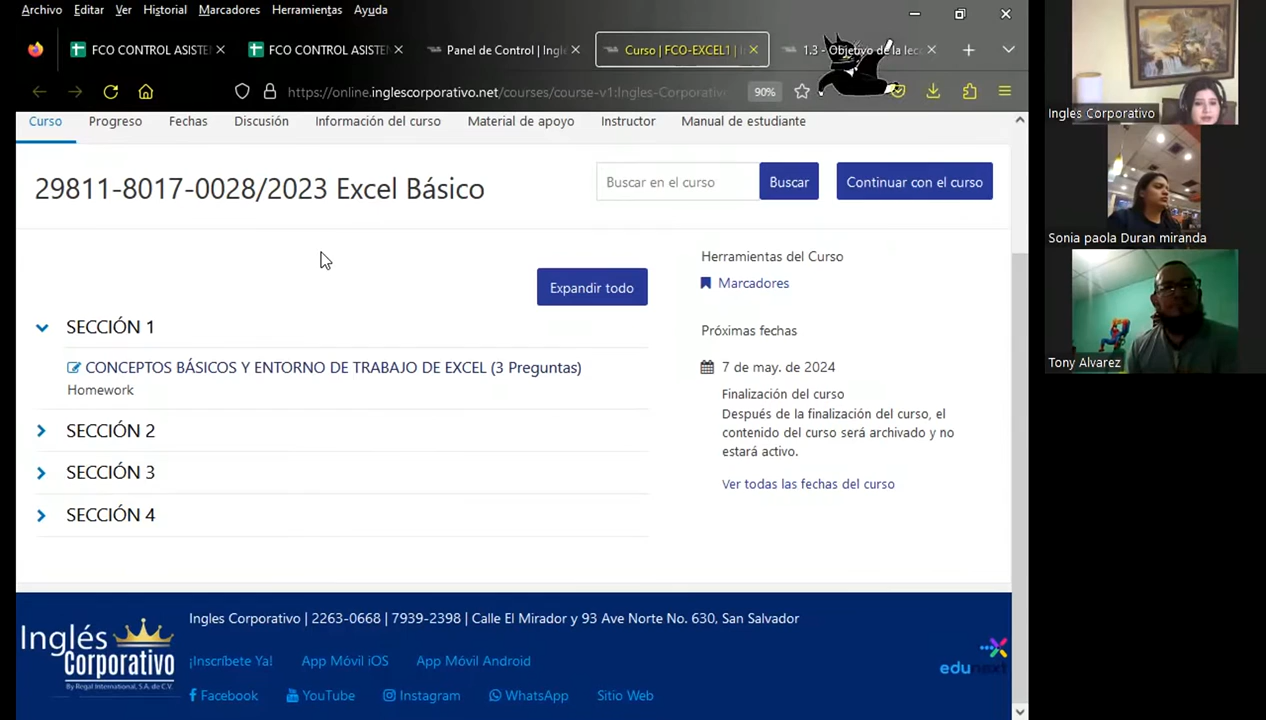 Archivo Editar Ver Historial Marcadores Herramientas Ayuda
FCO CONTROL ASISTEN
FCO CONTROL ASISTEN
Panel de Control | Ingle
Curso | FCO-EXCEL1 | I
1.3 - Objetivo de la lec
https://online.inglescorporativo.net/courses/course-v1:Ingles-Corporativ
90%
Curso Progreso Fechas Discusión Información del curso Material de apoyo Instructor Manual de estudiante
29811-8017-0028/2023 Excel Básico
Buscar en el curso
Buscar
Continuar con el curso
Expandir todo
SECCIÓN 1
CONCEPTOS BÁSICOS Y ENTORNO DE TRABAJO DE EXCEL (3 Preguntas)
Homework
SECCIÓN 2
SECCIÓN 3
SECCIÓN 4
Herramientas del Curso
Marcadores
Próximas fechas
7 de may. de 2024
Finalización del curso
Después de la finalización del curso, el
contenido del curso será archivado y no
estará activo.
Ver todas las fechas del curso
Inglés
Corporativo
By Regal International, S.A. de C.V.
Ingles Corporativo | 2263-0668 | 7939-2398 | Calle El Mirador y 93 Ave Norte No. 630, San Salvador
¡Inscríbete Ya! App Móvil iOS App Móvil Android
Facebook YouTube Instagram WhatsApp Sitio Web
edunext
Ingles Corporativo
Sonia paola Duran miranda
Tony Alvarez